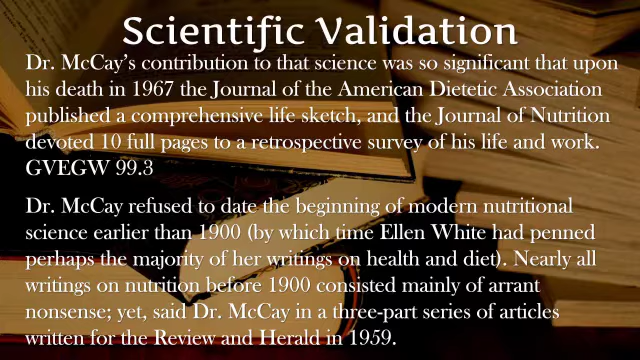 Scientific Validation
Dr. McCay’s contribution to that science was so significant that upon
his death in 1967 the Journal of the American Dietetic Association
published a comprehensive life sketch, and the Journal of Nutrition
devoted 10 full pages to a retrospective survey of his life and work.
GVEGW 99.3
Dr. McCay refused to date the beginning of modern nutritional
science earlier than 1900 (by which time Ellen White had penned
perhaps the majority of her writings on health and diet). Nearly all
writings on nutrition before 1900 consisted mainly of arrant
nonsense; yet, said Dr. McCay in a three-part series of articles
written for the Review and Herald in 1959.